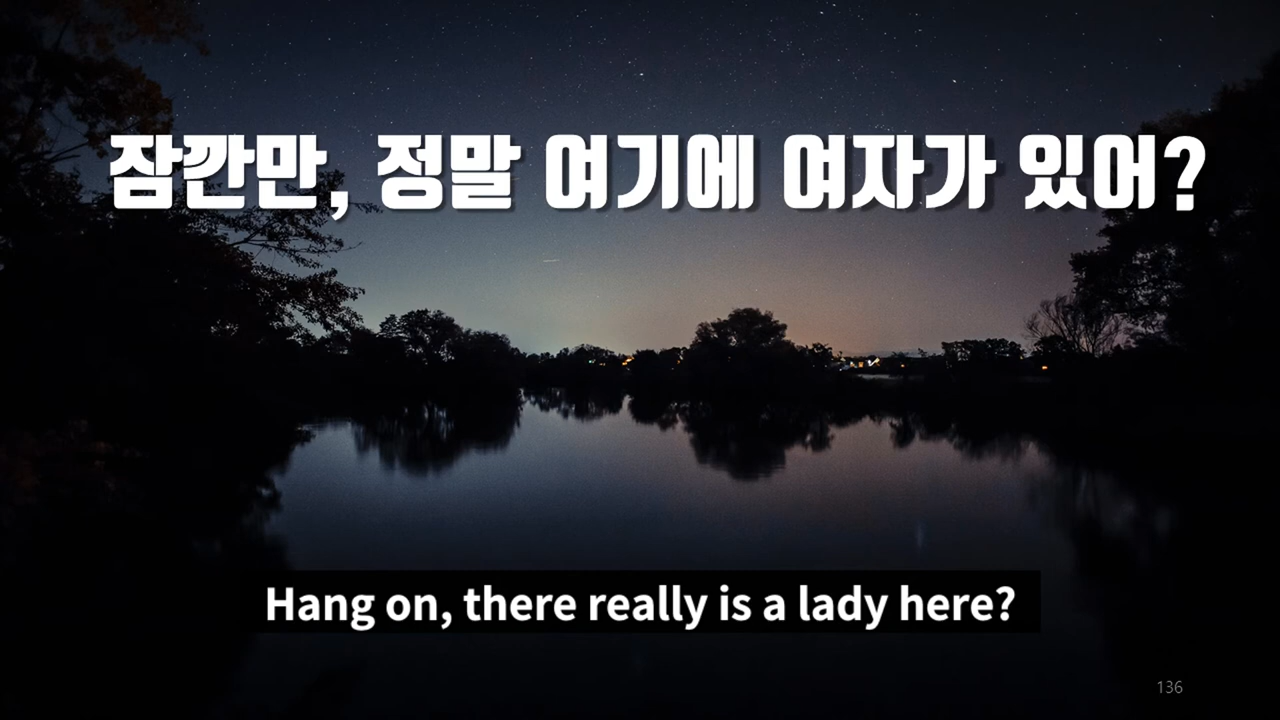 잠깐만, 정말 여기에 여자가 있어?
Hang on, there really is a lady here?
136